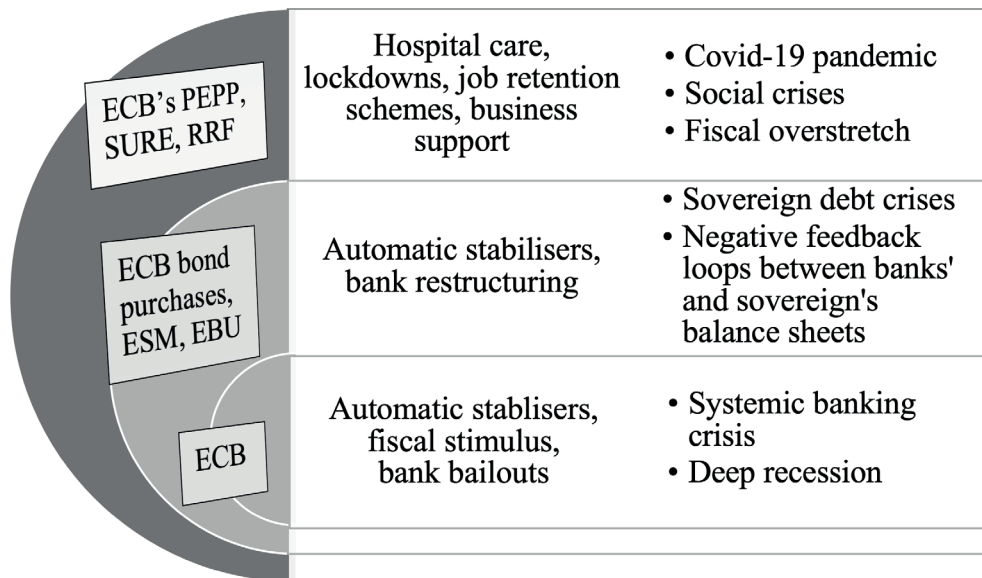 ECB's PEPP,
SURE, RRF
Hospital care,
lockdowns, job retention
schemes, business
support
• Covid-19 pandemic
• Social crises
• Fiscal overstretch
ECB bond
purchases,
ESM, EBU
Automatic stabilisers,
bank restructuring
• Sovereign debt crises
• Negative feedback
loops between banks'
and sovereign's
balance sheets
ECB
Automatic stablisers,
fiscal stimulus,
bank bailouts
• Systemic banking
crisis
• Deep recession